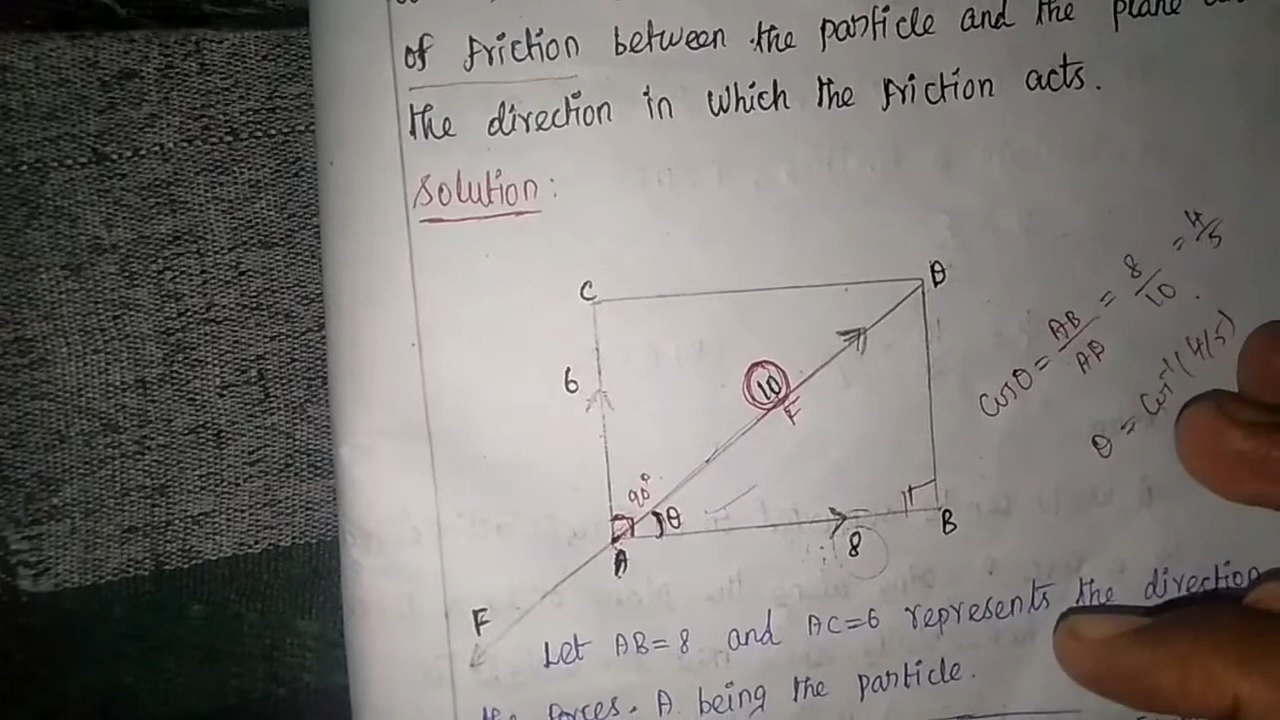 of friction between the particle and the plane
the direction in which the friction acts.
Solution:
C
D
6
10
F
90°
θ
A
8
B
F
cosθ = AB/AD = 8/10 = 4/5
θ = cos⁻¹(4/5)
Let AB=8 and AC=6 represents the direction
the forces. A being the particle.